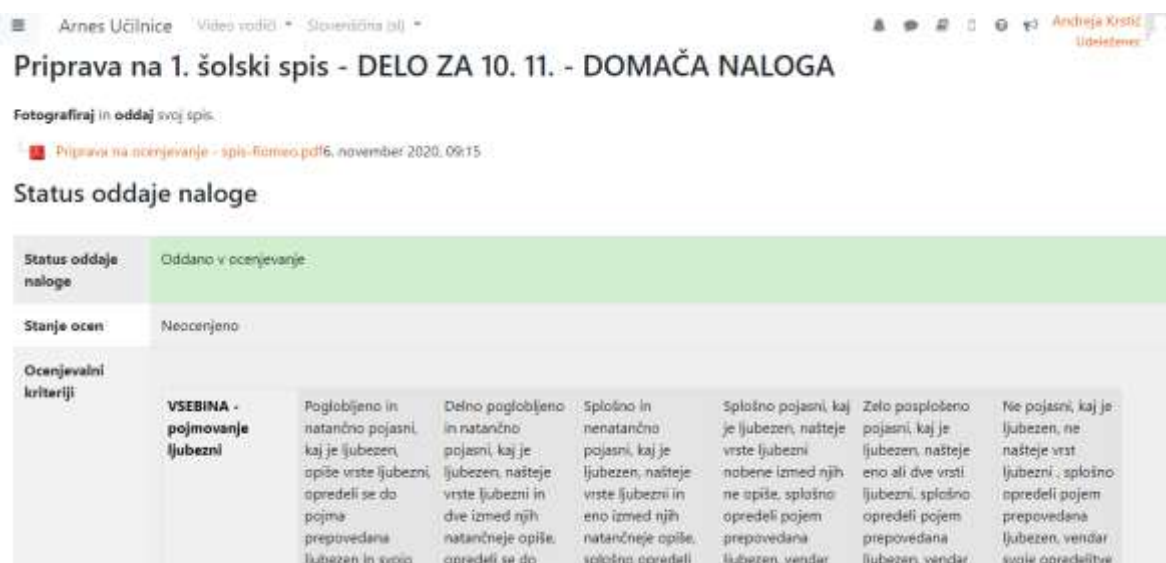 Arnes Učilnice Video vodiči Slovenščina (sl) Andreja Krstić
Udeleženec
Priprava na 1. šolski spis - DELO ZA 10. 11. - DOMAČA NALOGA
Fotografiraj in oddaj svoj spis.
Priprava na ocenjevanje - spis-Romeo.pdf6. november 2020, 09:15
Status oddaje naloge
Status oddaje
naloge
Oddano v ocenjevanje
Stanje ocen
Neocenjeno
Ocenjevalni
kriteriji
VSEBINA -
pojmovanje
ljubezni
Poglobljeno in
natančno pojasni,
kaj je ljubezen,
opiše vrste ljubezni,
opredeli se do
pojma
prepovedana
ljubezen in svojo
Delno poglobljeno
in natančno
pojasni, kaj je
ljubezen, našteje
vrste ljubezni in
dve izmed njih
natančneje opiše,
opredeli se do
Splošno in
nenatančno
pojasni, kaj je
ljubezen, našteje
vrste ljubezni in
eno izmed njih
natančneje opiše,
splošno opredeli
Splošno pojasni, kaj
je ljubezen, našteje
vrste ljubezni
nobene izmed njih
ne opiše, splošno
opredeli pojem
prepovedana
ljubezen, vendar
Zelo posplošeno
pojasni, kaj je
ljubezen, našteje
eno ali dve vrsti
ljubezni, splošno
opredeli pojem
prepovedana
ljubezen, vendar
Ne pojasni, kaj je
ljubezen, ne
našteje vrst
ljubezni , splošno
opredeli pojem
prepovedana
ljubezen, vendar
svoje opredelitve